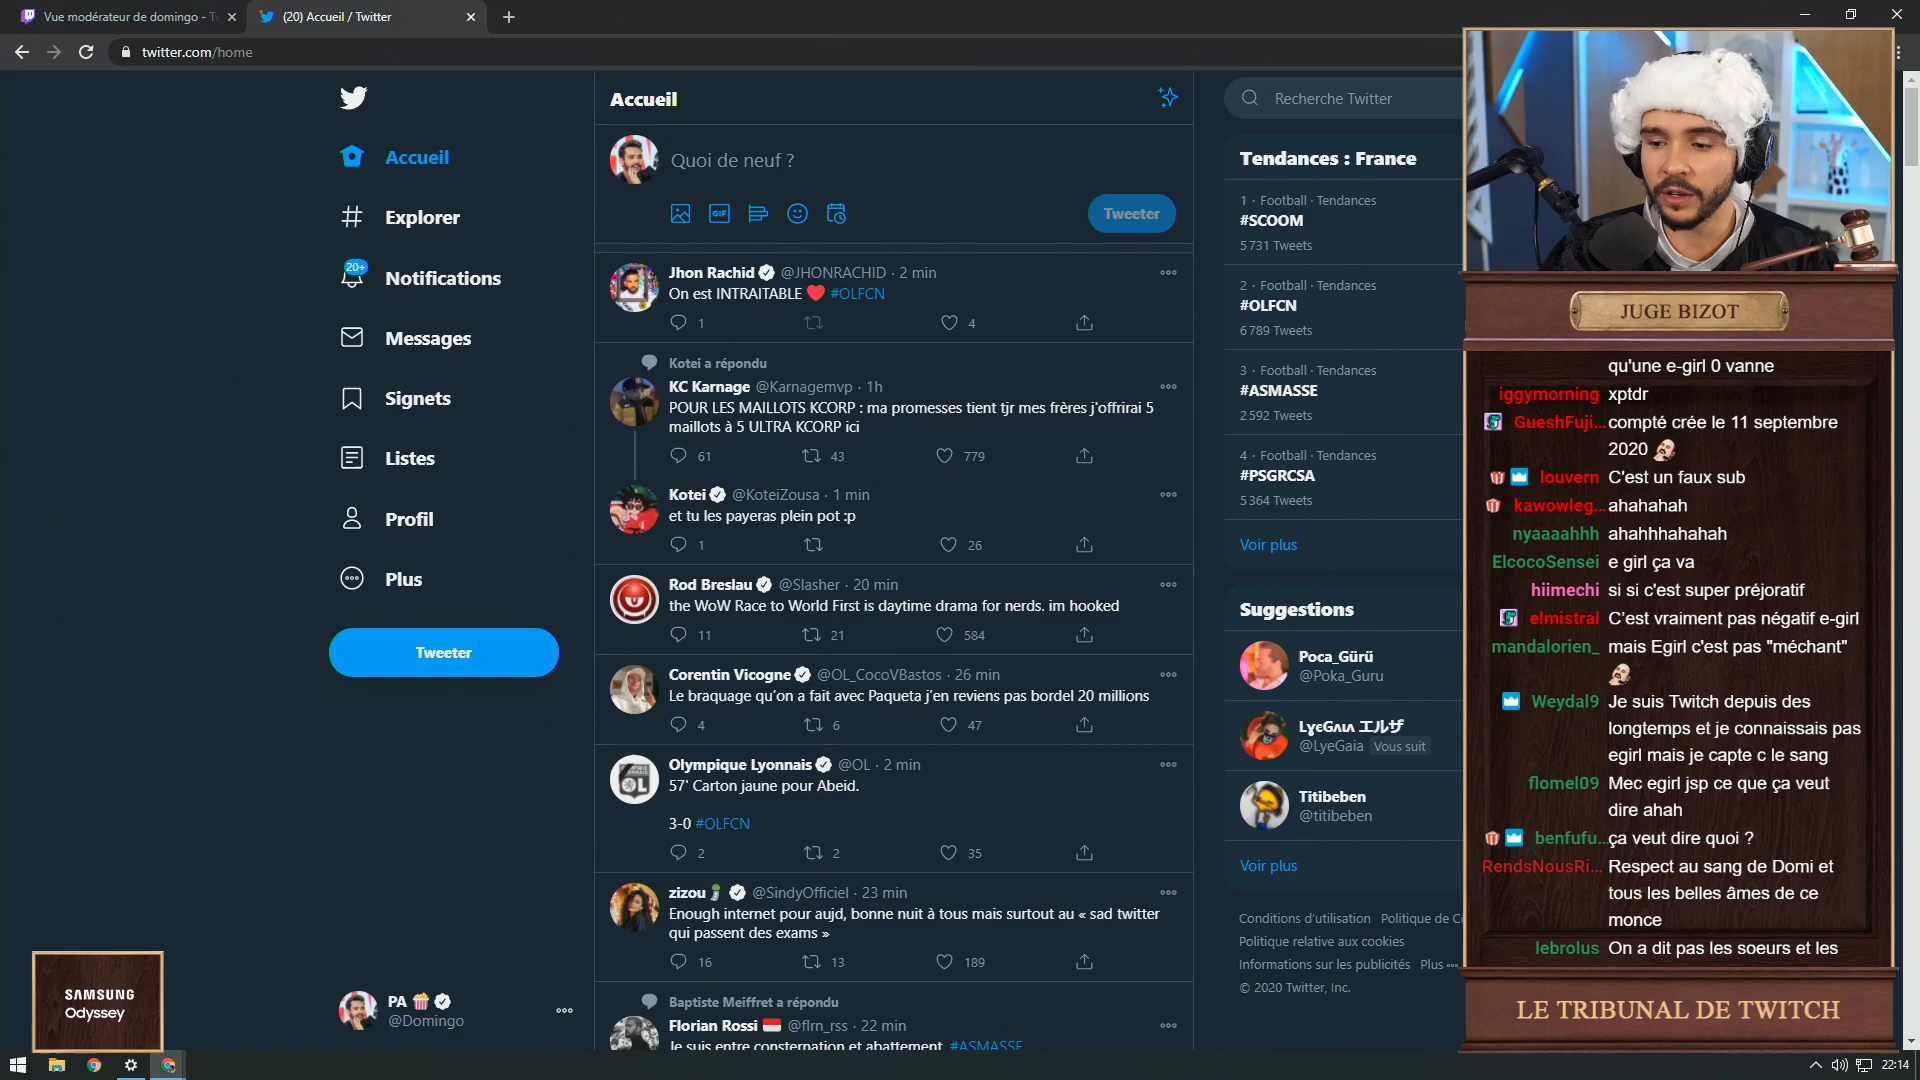 Vue modérateur de domingo - Tw
(20) Accueil / Twitter
twitter.com/home
Accueil
Explorer
20+
Notifications
Messages
Signets
Listes
Profil
Plus
Tweeter
PA
@Domingo
SAMSUNG
Odyssey
Accueil
Quoi de neuf ?
GIF
Tweeter
Jhon Rachid @JHONRACHID · 2 min
On est INTRAITABLE ❤️ #OLFCN
1 4
Kotei a répondu
KC Karnage @Karnagemvp · 1h
POUR LES MAILLOTS KCORP : ma promesses tient tjr mes frères j'offrirai 5
maillots à 5 ULTRA KCORP ici
61 43 779
Kotei @KoteiZousa · 1 min
et tu les payeras plein pot :p
1 26
Rod Breslau @Slasher · 20 min
the WoW Race to World First is daytime drama for nerds. im hooked
11 21 584
Corentin Vicogne @OL_CocoVBastos · 26 min
Le braquage qu'on a fait avec Paqueta j'en reviens pas bordel 20 millions
4 6 47
Olympique Lyonnais @OL · 2 min
57' Carton jaune pour Abeid.
3-0 #OLFCN
2 2 35
zizou @SindyOfficiel · 23 min
Enough internet pour aujd, bonne nuit à tous mais surtout au « sad twitter
qui passent des exams »
16 13 189
Baptiste Meiffret a répondu
Florian Rossi @flrn_rss · 22 min
Je suis entre consternation et abattement #ASMASSE
Recherche Twitter
Tendances : France
1 · Football · Tendances
#SCOOM
5 731 Tweets
2 · Football · Tendances
#OLFCN
6 789 Tweets
3 · Football · Tendances
#ASMASSE
2 592 Tweets
4 · Football · Tendances
#PSGRCSA
5 364 Tweets
Voir plus
Suggestions
Poca_Gürü
@Poka_Guru
LyεGαια エルザ
@LyeGaia Vous suit
Titibeben
@titibeben
Voir plus
Conditions d'utilisation Politique de Co
Politique relative aux cookies
Informations sur les publicités Plus
© 2020 Twitter, Inc.
JUGE BIZOT
qu'une e-girl 0 vanne
iggymorning xptdr
GueshFuji... compté crée le 11 septembre
2020
louvern C'est un faux sub
kawowleg... ahahahah
nyaaaahhh ahahhhahahah
ElcocoSensei e girl ça va
hiimechi si si c'est super préjoratif
elmistral C'est vraiment pas négatif e-girl
mandalorien_ mais Egirl c'est pas "méchant"
Weydal9 Je suis Twitch depuis des
longtemps et je connaissais pas
egirl mais je capte c le sang
flomel09 Mec egirl jsp ce que ça veut
dire ahah
benfufu... ça veut dire quoi ?
RendsNousRi... Respect au sang de Domi et
tous les belles âmes de ce
monce
lebrolus On a dit pas les soeurs et les
LE TRIBUNAL DE TWITCH
22:14